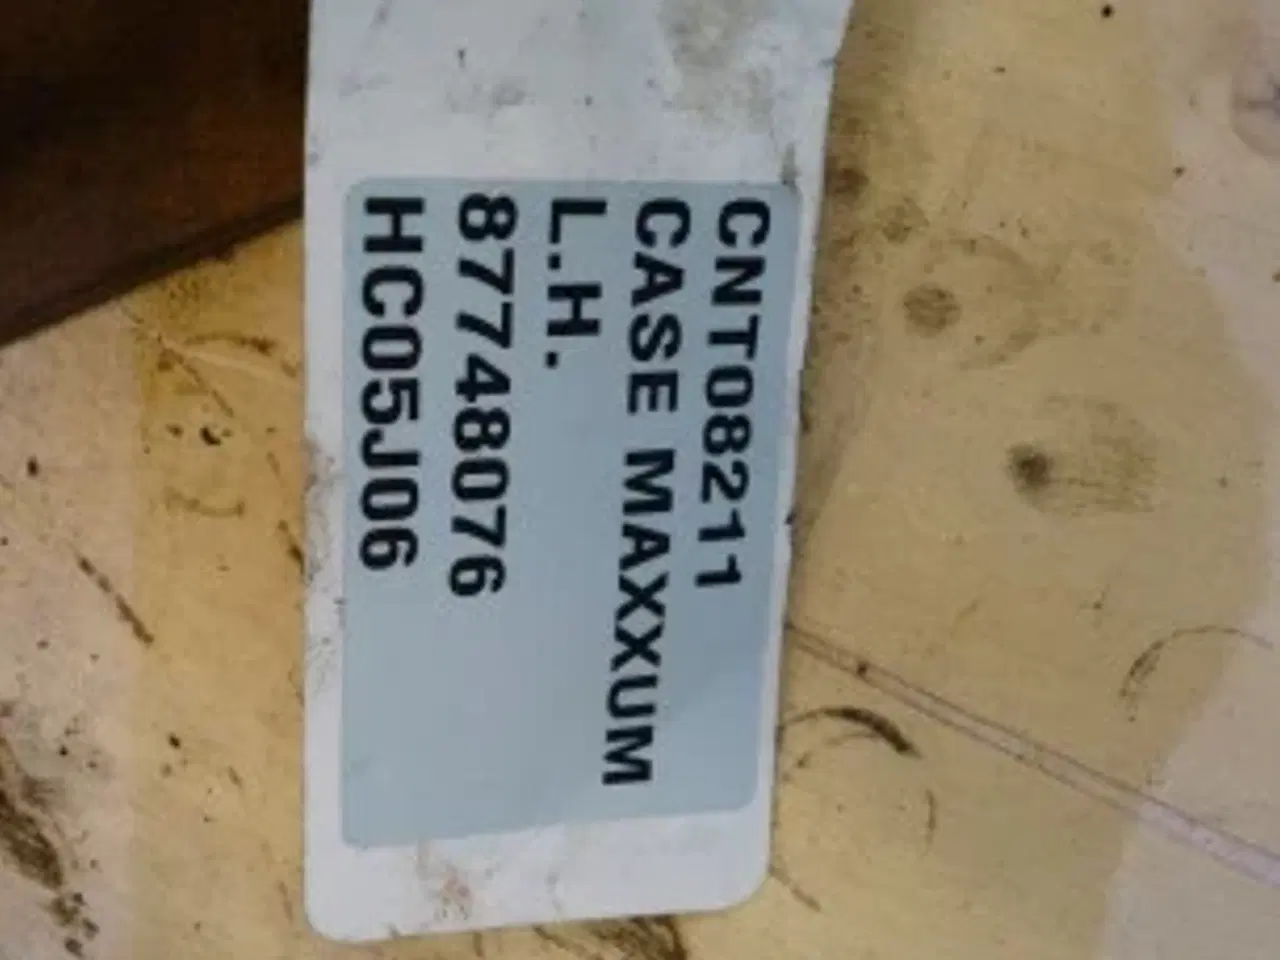 CNT08211
CASE MAXXUM
L.H.
87748076
HC05J06